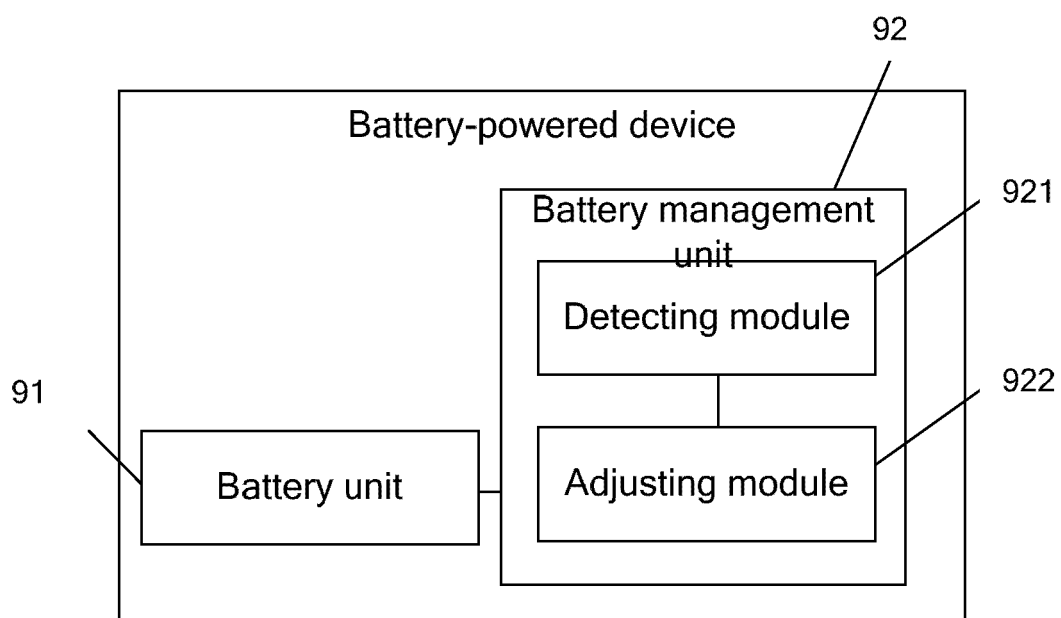 92
Battery-powered device
921
Battery management
unit
Detecting module
922
91
Adjusting module
Battery unit